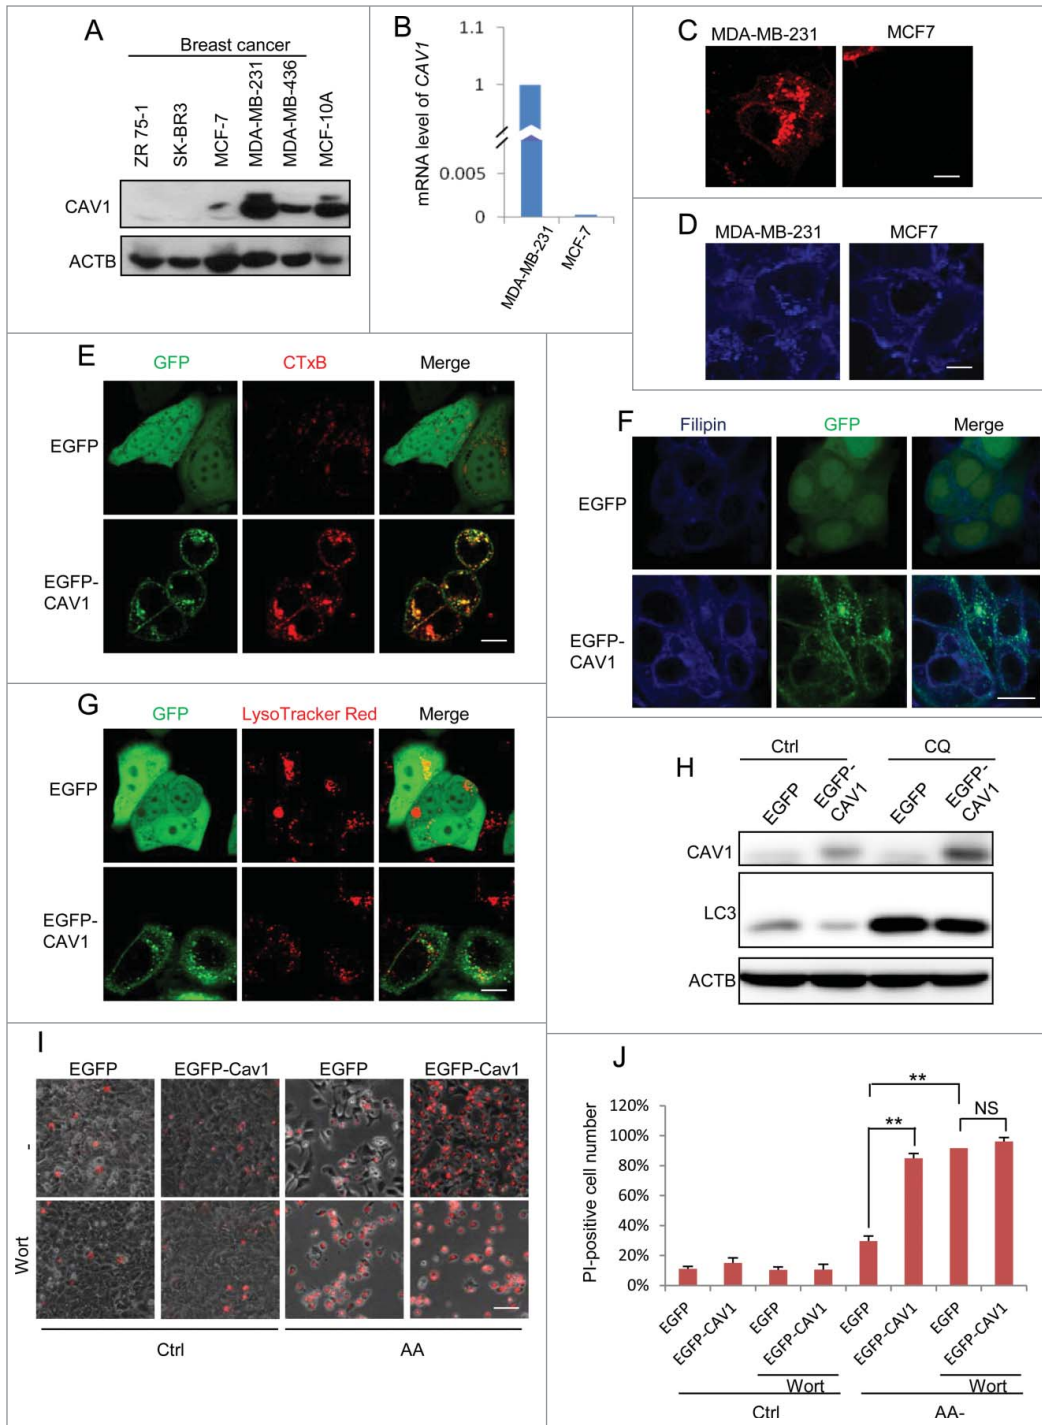 A
Breast cancer
ZR 75-1
SK-BR3
MCF-7
MDA-MB-231
MDA-MB-436
MCF-10A
CAV1
ACTB
B
mRNA level of CAV1
1.1
1
0.005
0
MDA-MB-231
MCF-7
C
MDA-MB-231 MCF7
D
MDA-MB-231 MCF7
E
GFP CTxB Merge
EGFP
EGFP-
CAV1
F
Filipin GFP Merge
EGFP
EGFP-
CAV1
G
GFP LysoTracker Red Merge
EGFP
EGFP-
CAV1
H
Ctrl CQ
EGFP
EGFP-
CAV1
EGFP
EGFP-
CAV1
CAV1
LC3
ACTB
I
EGFP EGFP-Cav1 EGFP EGFP-Cav1
-
Wort
Ctrl AA
J
PI-positive cell number
120%
100%
80%
60%
40%
20%
0%
**
**
NS
EGFP
EGFP-CAV1
EGFP
EGFP-CAV1
EGFP
EGFP-CAV1
EGFP
EGFP-CAV1
Wort Wort
Ctrl AA-